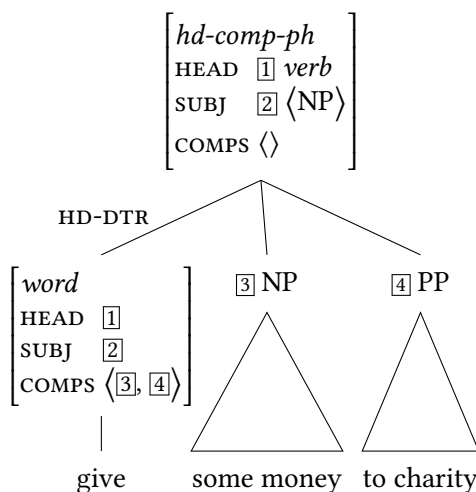 hd-comp-ph
HEAD 1 verb
SUBJ 2 ⟨NP⟩
COMPS ⟨⟩
HD-DTR
word
HEAD 1
SUBJ 2
COMPS ⟨3, 4⟩
3 NP
4 PP
give some money to charity